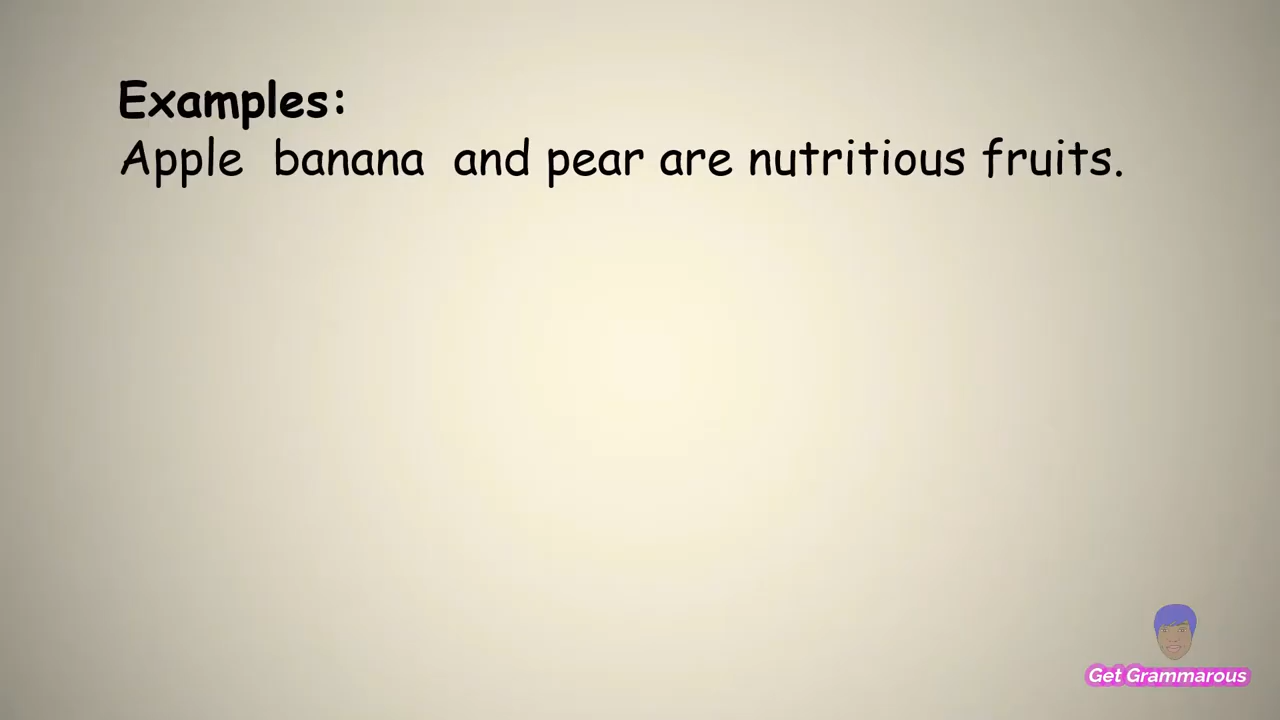 Examples:
Apple  banana  and pear are nutritious fruits.
Get Grammarous